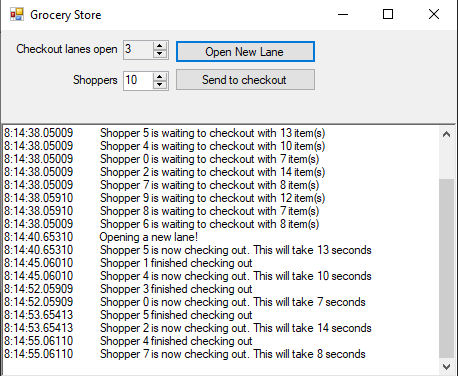 Grocery Store
Checkout lanes open 3 Open New Lane
Shoppers 10 Send to checkout
8:14:38.05009 Shopper 5 is waiting to checkout with 13 item(s)
8:14:38.05009 Shopper 4 is waiting to checkout with 10 item(s)
8:14:38.05009 Shopper 0 is waiting to checkout with 7 item(s)
8:14:38.05009 Shopper 2 is waiting to checkout with 14 item(s)
8:14:38.05009 Shopper 7 is waiting to checkout with 8 item(s)
8:14:38.05910 Shopper 9 is waiting to checkout with 12 item(s)
8:14:38.05910 Shopper 8 is waiting to checkout with 7 item(s)
8:14:38.05009 Shopper 6 is waiting to checkout with 8 item(s)
8:14:40.65310 Opening a new lane!
8:14:40.65310 Shopper 5 is now checking out. This will take 13 seconds
8:14:45.06010 Shopper 1 finished checking out
8:14:45.06010 Shopper 4 is now checking out. This will take 10 seconds
8:14:52.05909 Shopper 3 finished checking out
8:14:52.05909 Shopper 0 is now checking out. This will take 7 seconds
8:14:53.65413 Shopper 5 finished checking out
8:14:53.65413 Shopper 2 is now checking out. This will take 14 seconds
8:14:55.06110 Shopper 4 finished checking out
8:14:55.06110 Shopper 7 is now checking out. This will take 8 seconds